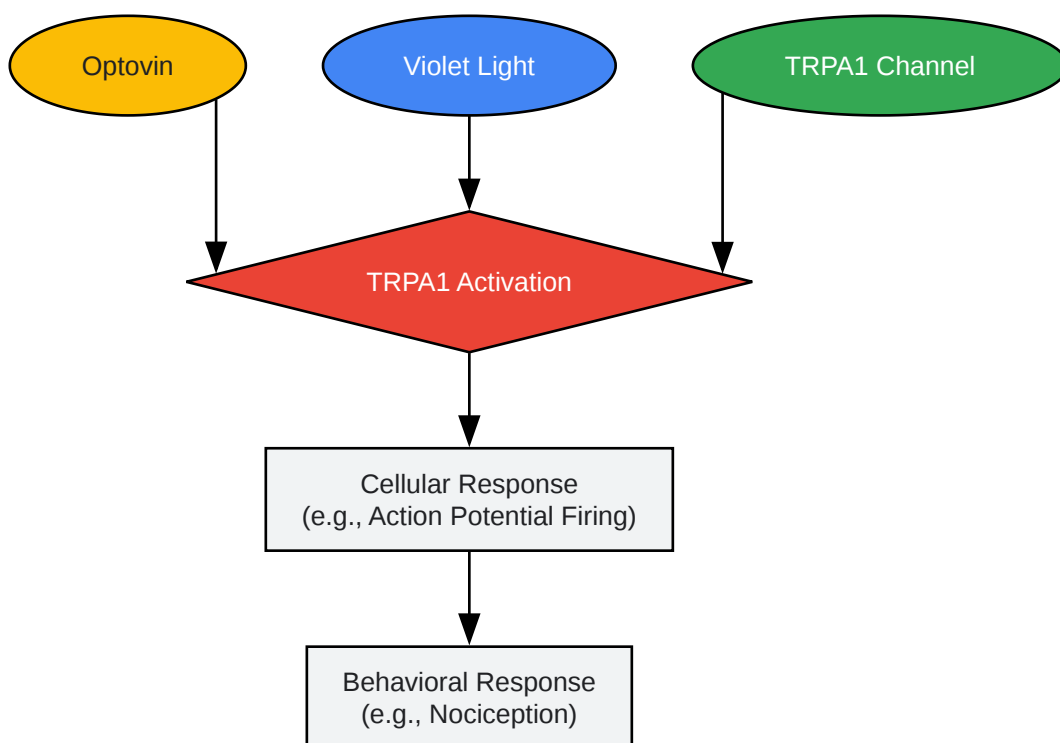 Optovin
Violet Light
TRPA1 Channel
TRPA1 Activation
Cellular Response
(e.g., Action Potential Firing)
Behavioral Response
(e.g., Nociception)